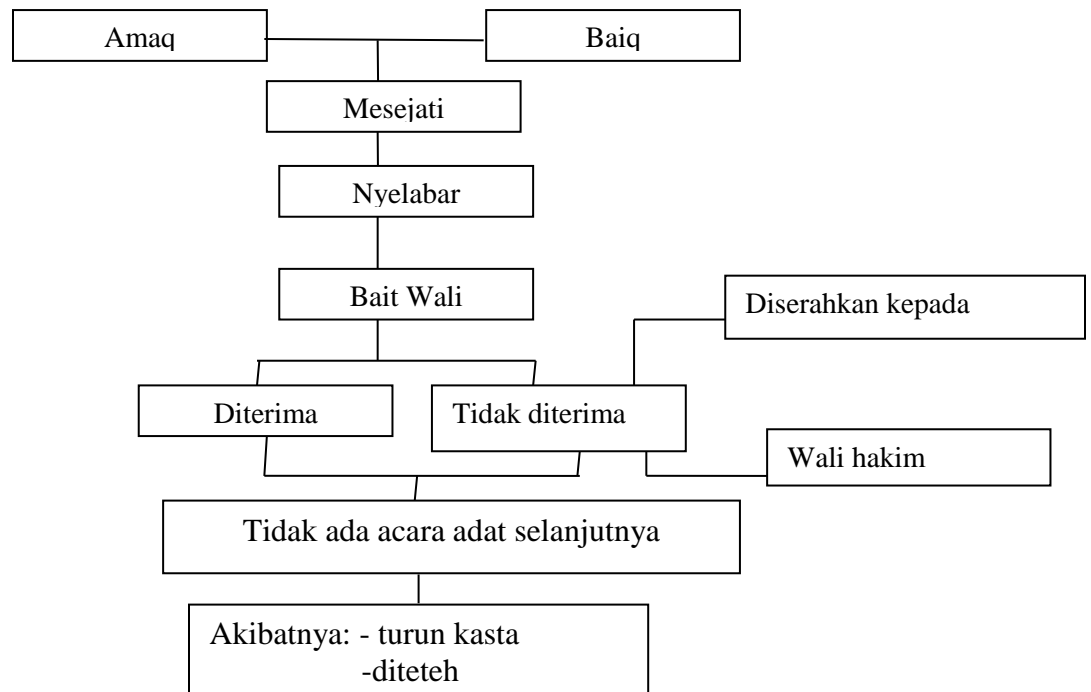 Amaq
Baiq
Mesejati
Nyelabar
Bait Wali
Diserahkan kepada
Diterima
Tidak diterima
Wali hakim
Tidak ada acara adat selanjutnya
Akibatnya: - turun kasta
-diteteh